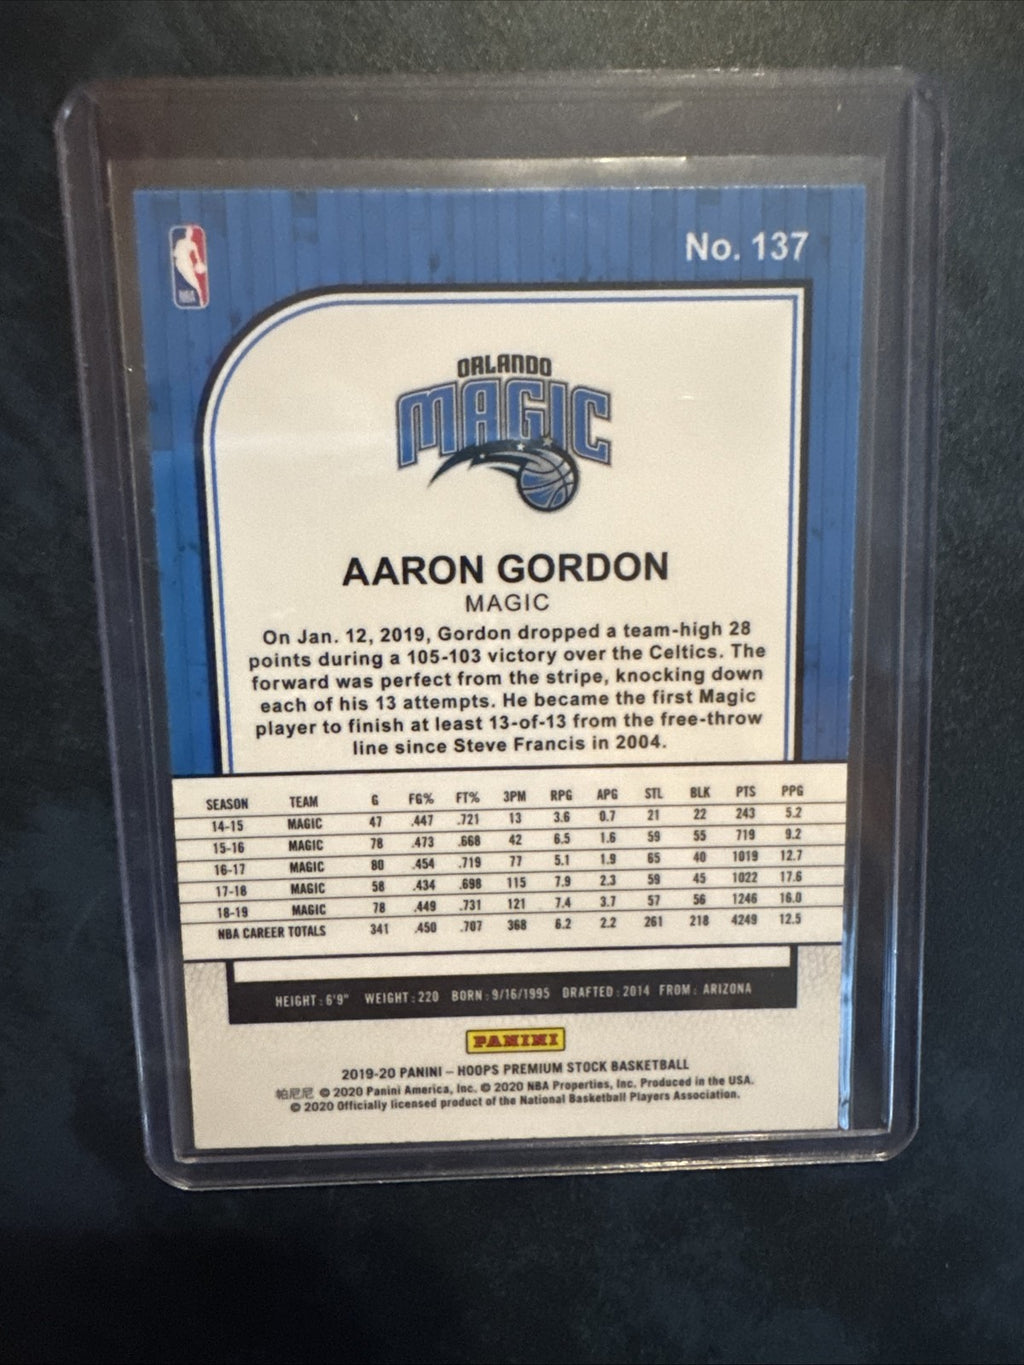 No. 137
NBA
ORLANDO
MAGIC
AARON GORDON
MAGIC
On Jan. 12, 2019, Gordon dropped a team-high 28
points during a 105-103 victory over the Celtics. The
forward was perfect from the stripe, knocking down
each of his 13 attempts. He became the first Magic
player to finish at least 13-of-13 from the free-throw
line since Steve Francis in 2004.
SEASON TEAM G FG% FT% 3PM RPG APG STL BLK PTS PPG
14-15 MAGIC 47 .447 .721 13 3.6 0.7 21 22 243 5.2
15-16 MAGIC 78 .473 .668 42 6.5 1.6 59 55 719 9.2
16-17 MAGIC 80 .454 .719 77 5.1 1.9 65 40 1019 12.7
17-18 MAGIC 58 .434 .698 115 7.9 2.3 59 45 1022 17.6
18-19 MAGIC 78 .449 .731 121 7.4 3.7 57 56 1246 16.0
NBA CAREER TOTALS 341 .450 .707 368 6.2 2.2 261 218 4249 12.5
HEIGHT: 6'9" WEIGHT: 220 BORN: 9/16/1995 DRAFTED: 2014 FROM: ARIZONA
PANINI
2019-20 PANINI – HOOPS PREMIUM STOCK BASKETBALL
帕尼尼 © 2020 Panini America, Inc. © 2020 NBA Properties, Inc. Produced in the USA.
© 2020 Officially licensed product of the National Basketball Players Association.